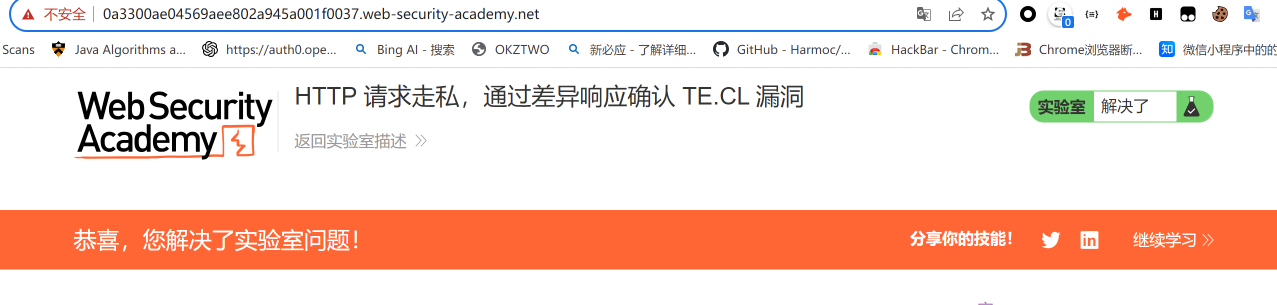 不安全 0a3300ae04569aee802a945a001f0037.web-security-academy.net
Scans Java Algorithms a... https://auth0.ope... Bing AI - 搜索 OKZTWO 新必应 - 了解详细... GitHub - Harmoc/... HackBar - Chrom... Chrome浏览器断... 知 微信小程序中的的
Web Security Academy
HTTP 请求走私，通过差异响应确认 TE.CL 漏洞
返回实验室描述
实验室 解决了
恭喜，您解决了实验室问题！
分享你的技能！ 继续学习